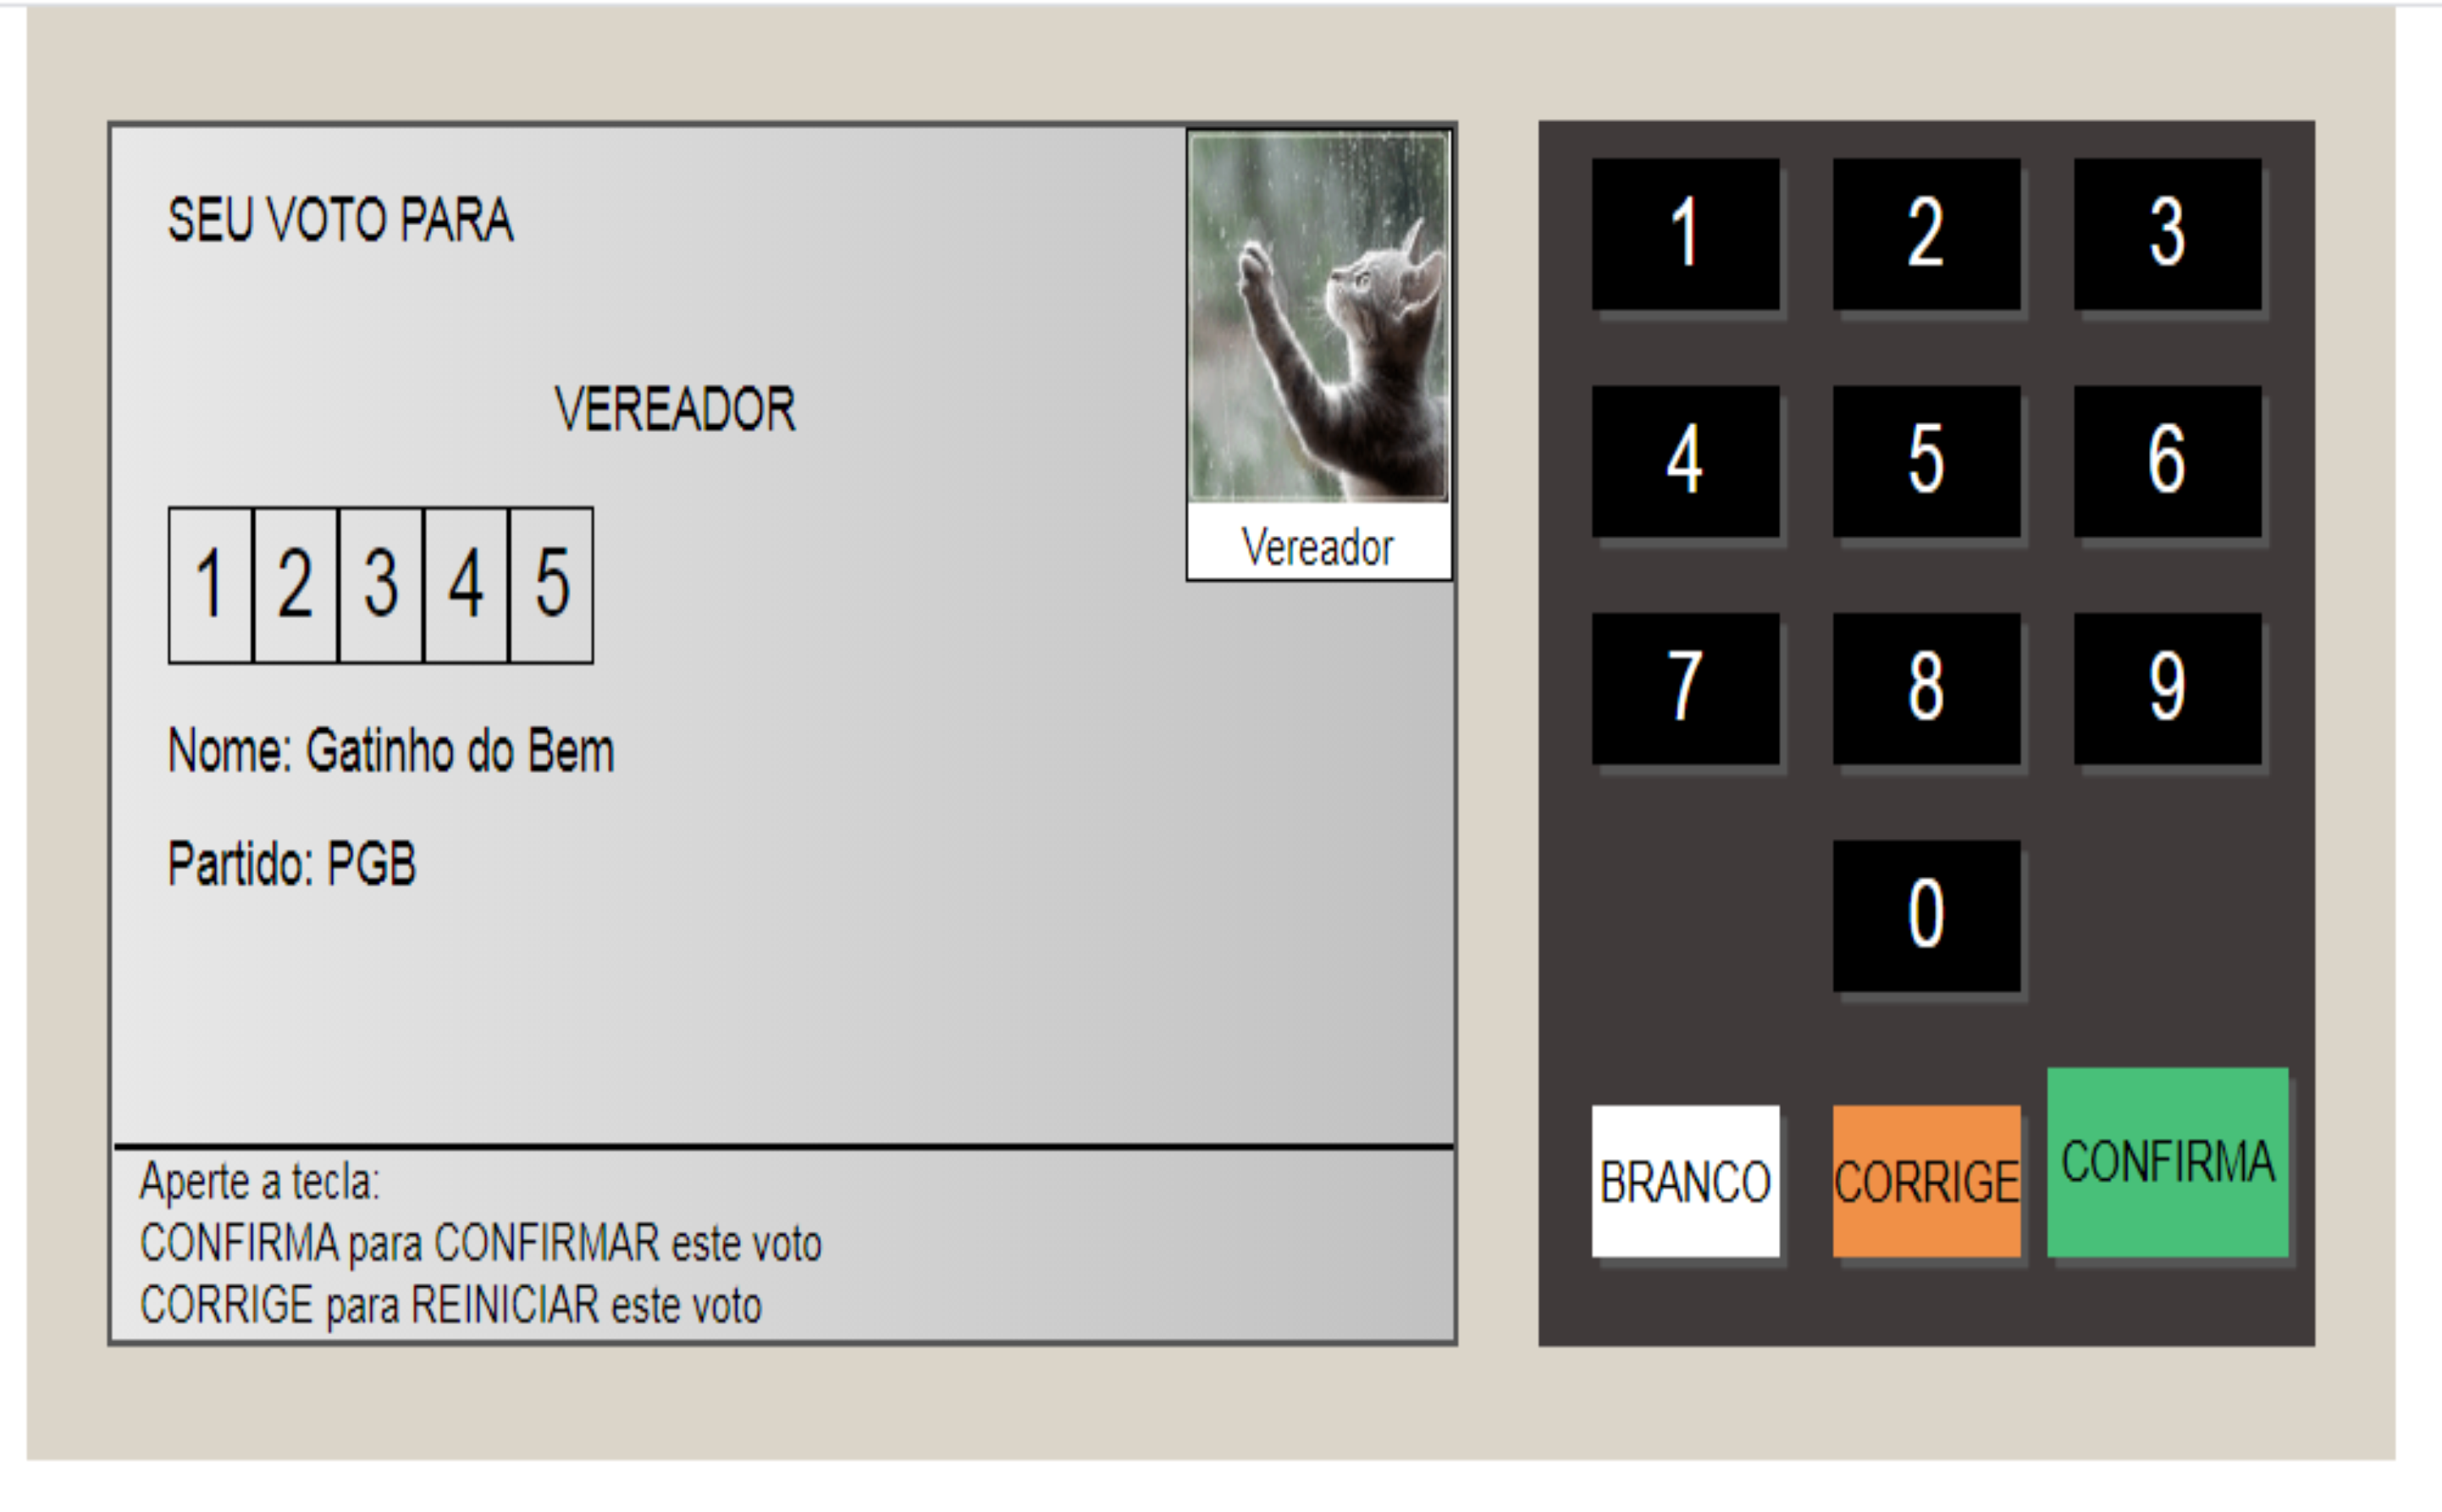 SEU VOTO PARA
VEREADOR
1 2 3 4 5
Nome: Gatinho do Bem
Partido: PGB
Vereador
Aperte a tecla:
CONFIRMA para CONFIRMAR este voto
CORRIGE para REINICIAR este voto
1 2 3
4 5 6
7 8 9
0
BRANCO CORRIGE CONFIRMA